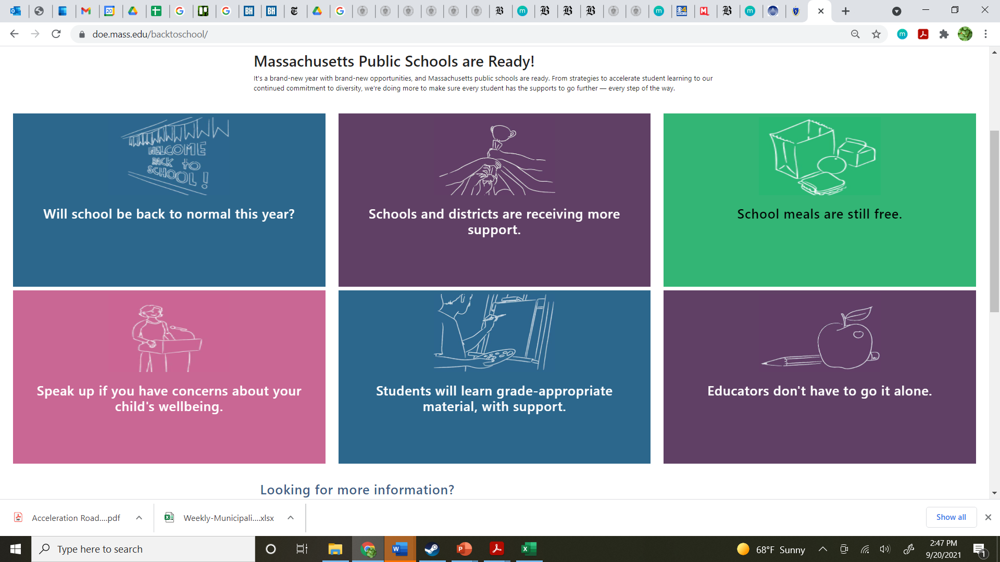 doe.mass.edu/backtoschool/
Massachusetts Public Schools are Ready!
It's a brand-new year with brand-new opportunities, and Massachusetts public schools are ready. From strategies to accelerate student learning to our
continued commitment to diversity, we're doing more to make sure every student has the supports to go further — every step of the way.
WELCOME
BACK to
SCHOOL!
Will school be back to normal this year?
Schools and districts are receiving more
support.
School meals are still free.
Speak up if you have concerns about your
child's wellbeing.
Students will learn grade-appropriate
material, with support.
Educators don't have to go it alone.
Looking for more information?
Acceleration Road....pdf
Weekly-Municipali....xlsx
Show all
Type here to search
68°F Sunny
2:47 PM
9/20/2021
1